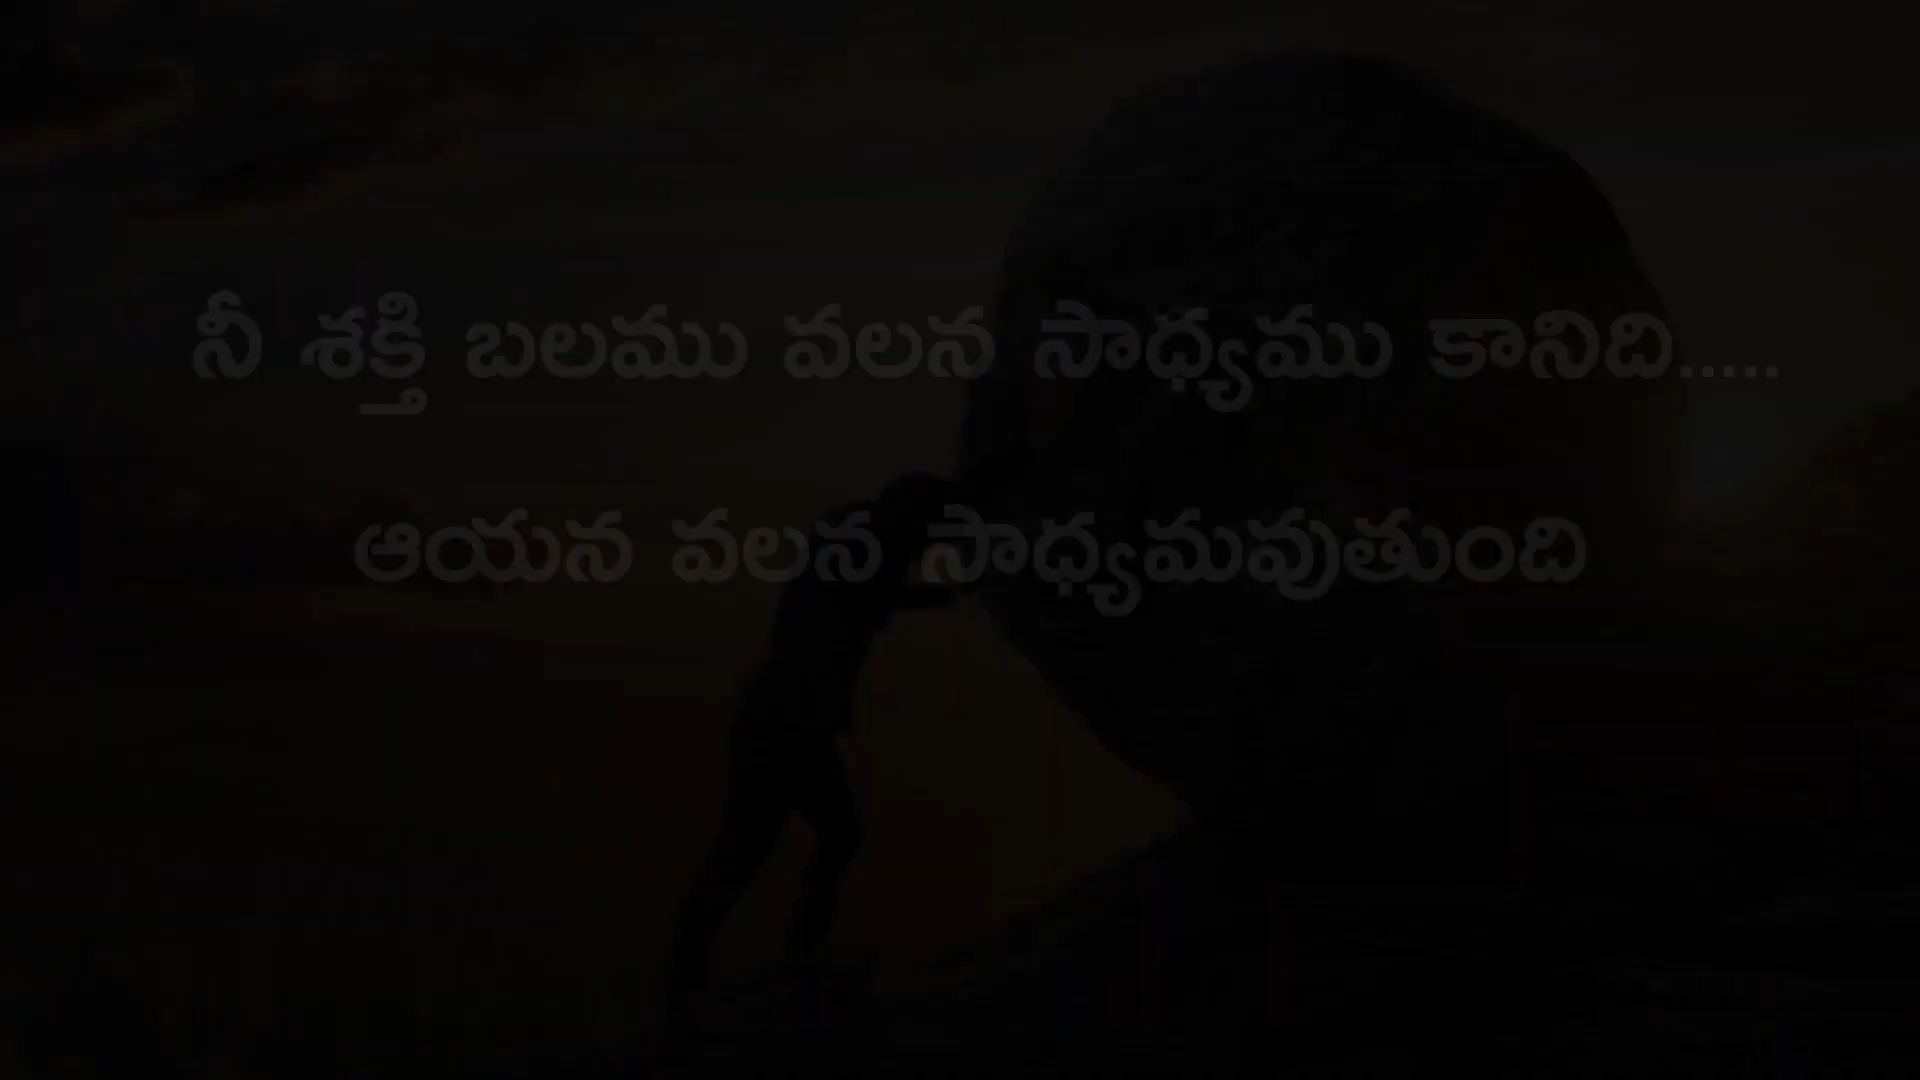 నీ శక్తి బలము వలన సాధ్యము కానిది.....
ఆయన వలన సాధ్యమవుతుంది